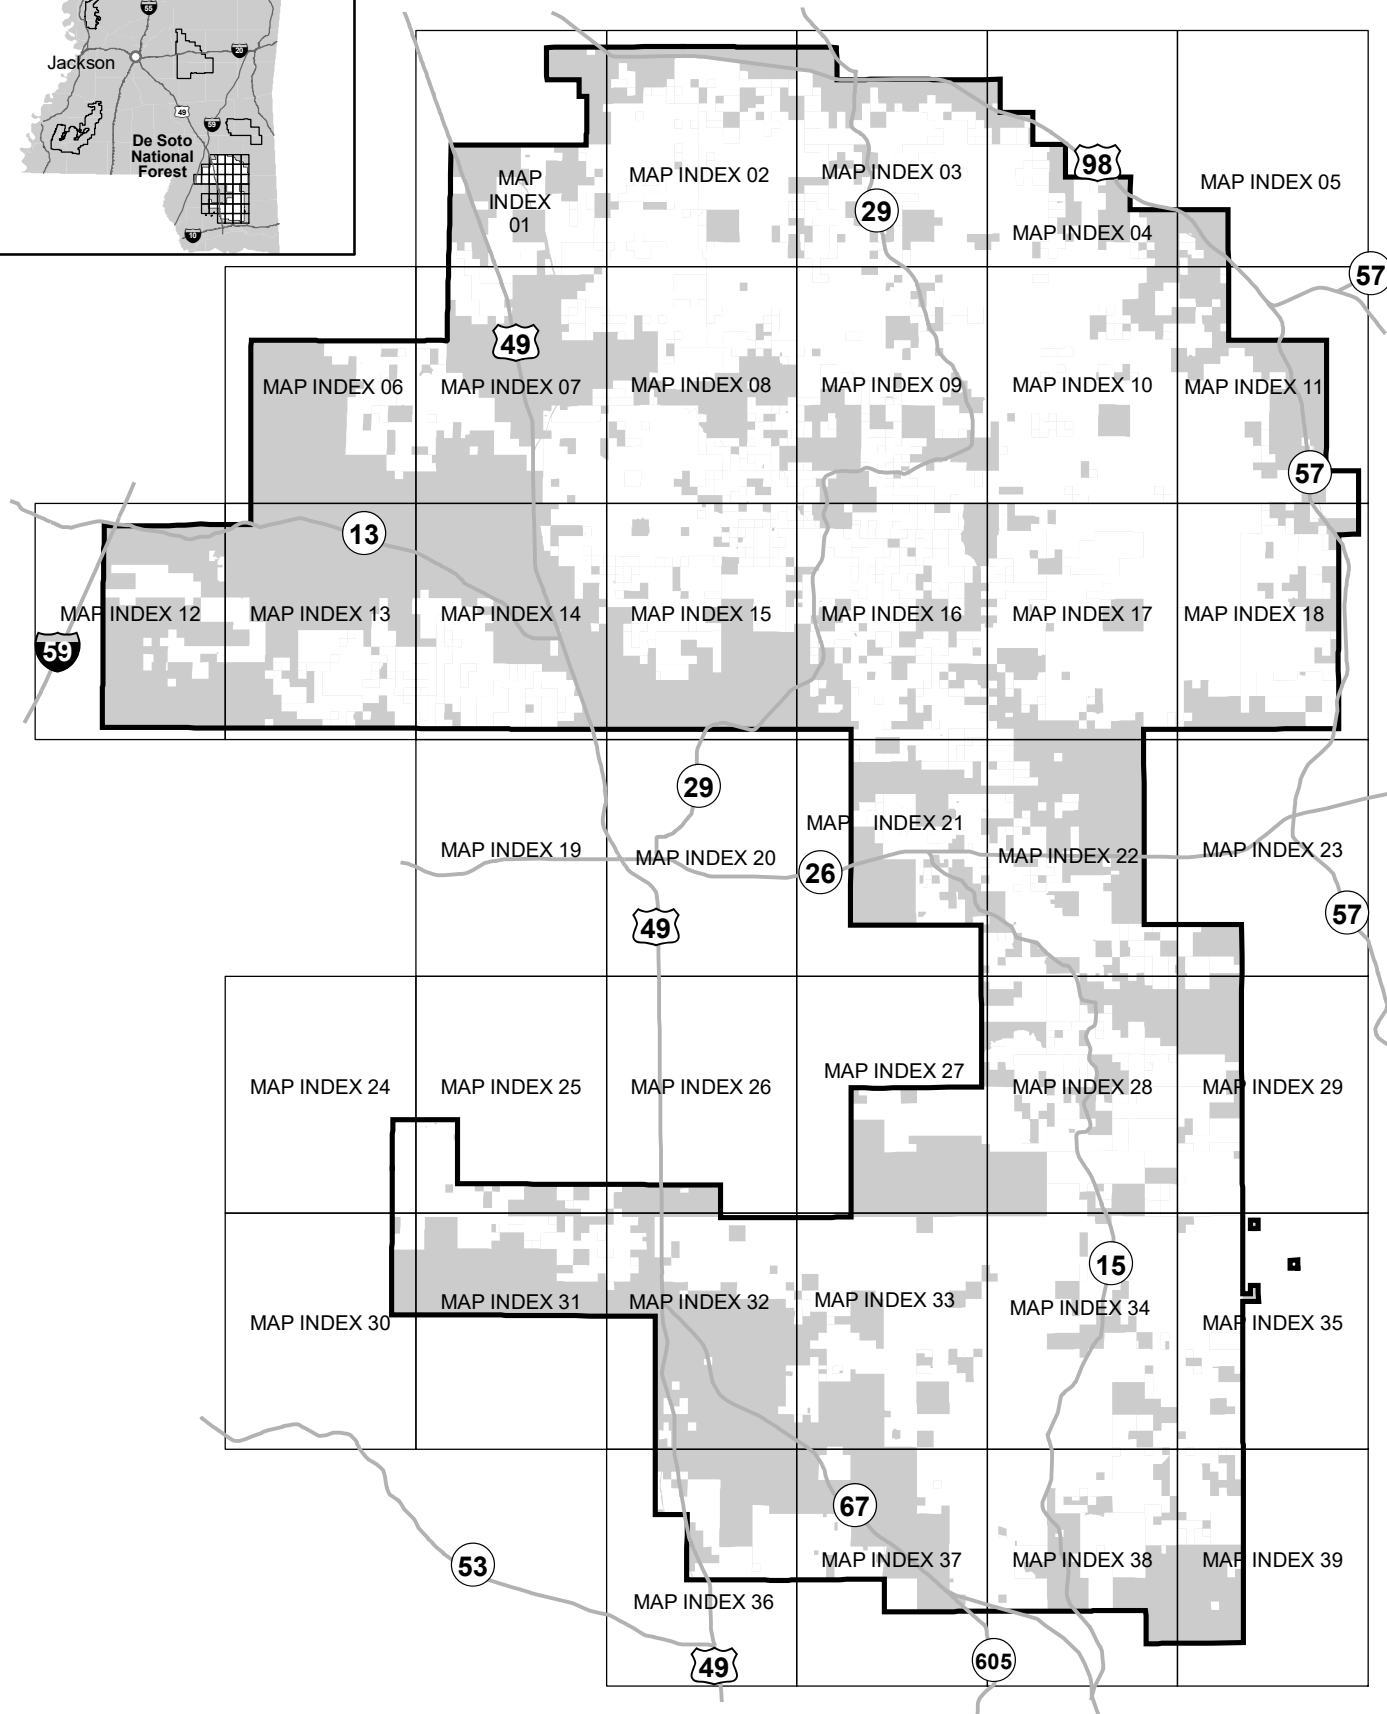 55
20
Jackson
49
59
De Soto
National
Forest
10
98
MAP INDEX 02
MAP INDEX 03
MAP
INDEX
01
MAP INDEX 05
29
MAP INDEX 04
57
49
MAP INDEX 06
MAP INDEX 07
MAP INDEX 08
MAP INDEX 09
MAP INDEX 10
MAP INDEX 11
57
13
MAP INDEX 12
MAP INDEX 13
MAP INDEX 14
MAP INDEX 15
MAP INDEX 16
MAP INDEX 17
MAP INDEX 18
59
29
MAP INDEX 21
MAP INDEX 19
MAP INDEX 20
26
MAP INDEX 22
MAP INDEX 23
49
57
MAP INDEX 24
MAP INDEX 25
MAP INDEX 26
MAP INDEX 27
MAP INDEX 28
MAP INDEX 29
15
MAP INDEX 30
MAP INDEX 31
MAP INDEX 32
MAP INDEX 33
MAP INDEX 34
MAP INDEX 35
67
53
MAP INDEX 37
MAP INDEX 38
MAP INDEX 39
MAP INDEX 36
49
605